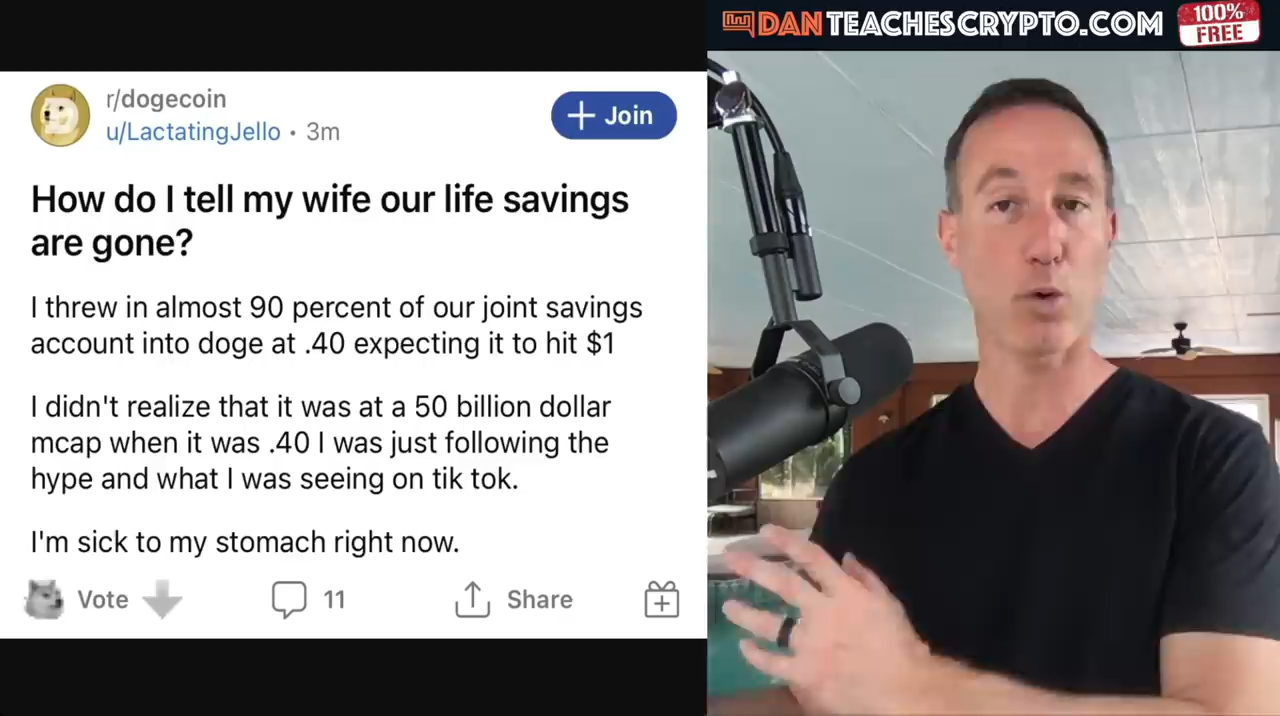 DANTEACHESCRYPTO.COM
100%
FREE
r/dogecoin
u/LactatingJello • 3m
Join
How do I tell my wife our life savings
are gone?
I threw in almost 90 percent of our joint savings
account into doge at .40 expecting it to hit $1
I didn't realize that it was at a 50 billion dollar
mcap when it was .40 I was just following the
hype and what I was seeing on tik tok.
I'm sick to my stomach right now.
Vote
11
Share